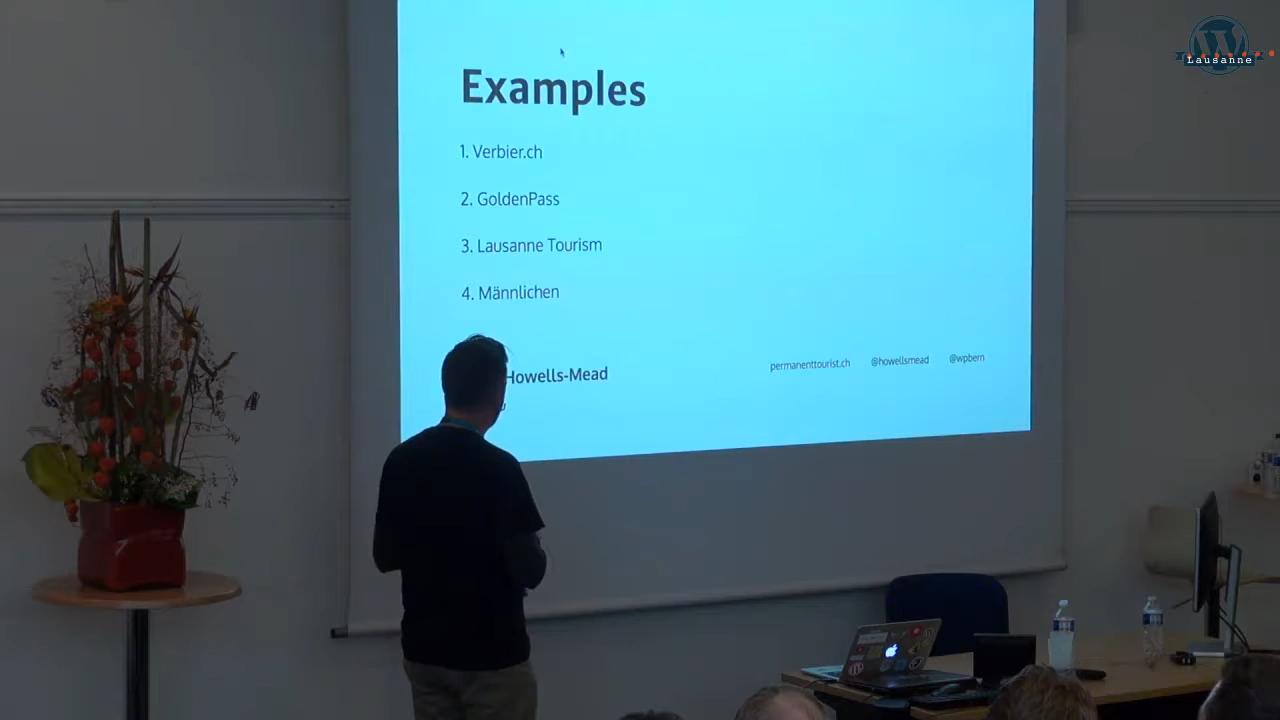 Lausanne
Examples
1. Verbier.ch
2. GoldenPass
3. Lausanne Tourism
4. Männlichen
Howells-Mead
permanenttourist.ch @howellsmead @wpbern